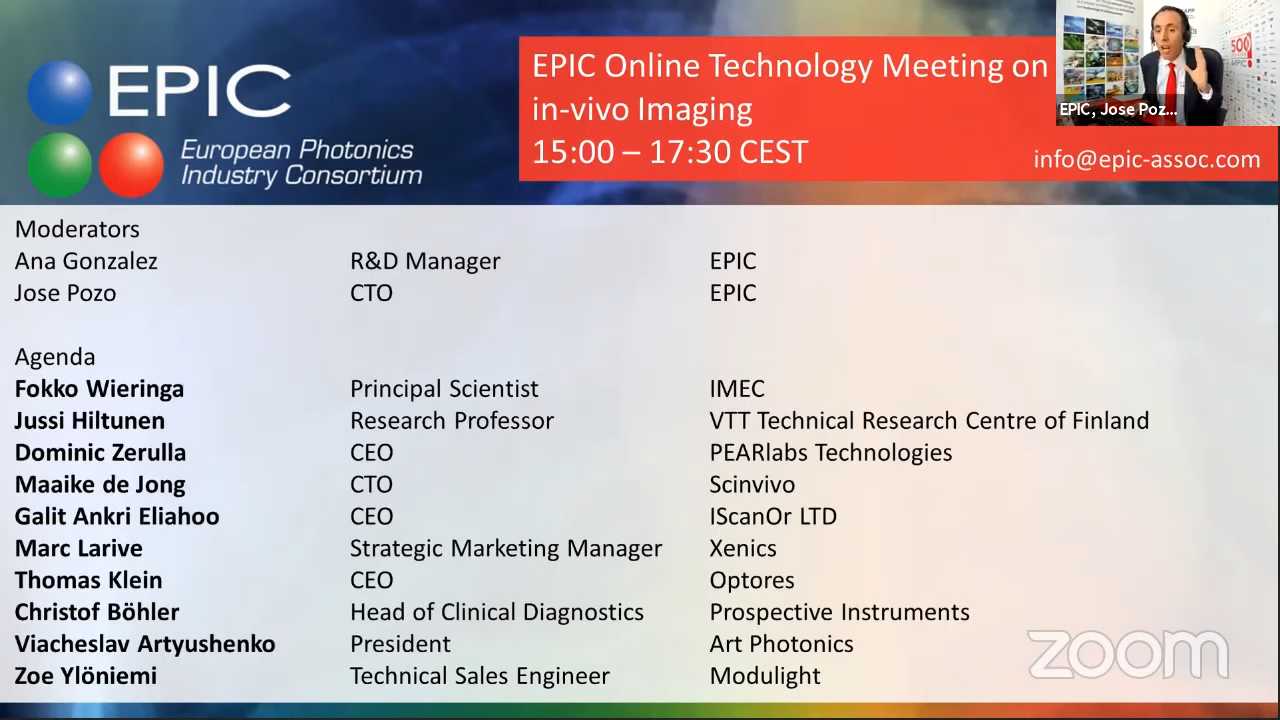 EPIC
European Photonics
Industry Consortium
EPIC Online Technology Meeting on
in-vivo Imaging
15:00 – 17:30 CEST
info@epic-assoc.com
500
EPIC, Jose Poz...
Moderators
Ana Gonzalez R&D Manager EPIC
Jose Pozo CTO EPIC
Agenda
Fokko Wieringa Principal Scientist IMEC
Jussi Hiltunen Research Professor VTT Technical Research Centre of Finland
Dominic Zerulla CEO PEARlabs Technologies
Maaike de Jong CTO Scinvivo
Galit Ankri Eliahoo CEO IScanOr LTD
Marc Larive Strategic Marketing Manager Xenics
Thomas Klein CEO Optores
Christof Böhler Head of Clinical Diagnostics Prospective Instruments
Viacheslav Artyushenko President Art Photonics
Zoe Ylöniemi Technical Sales Engineer Modulight
zoom